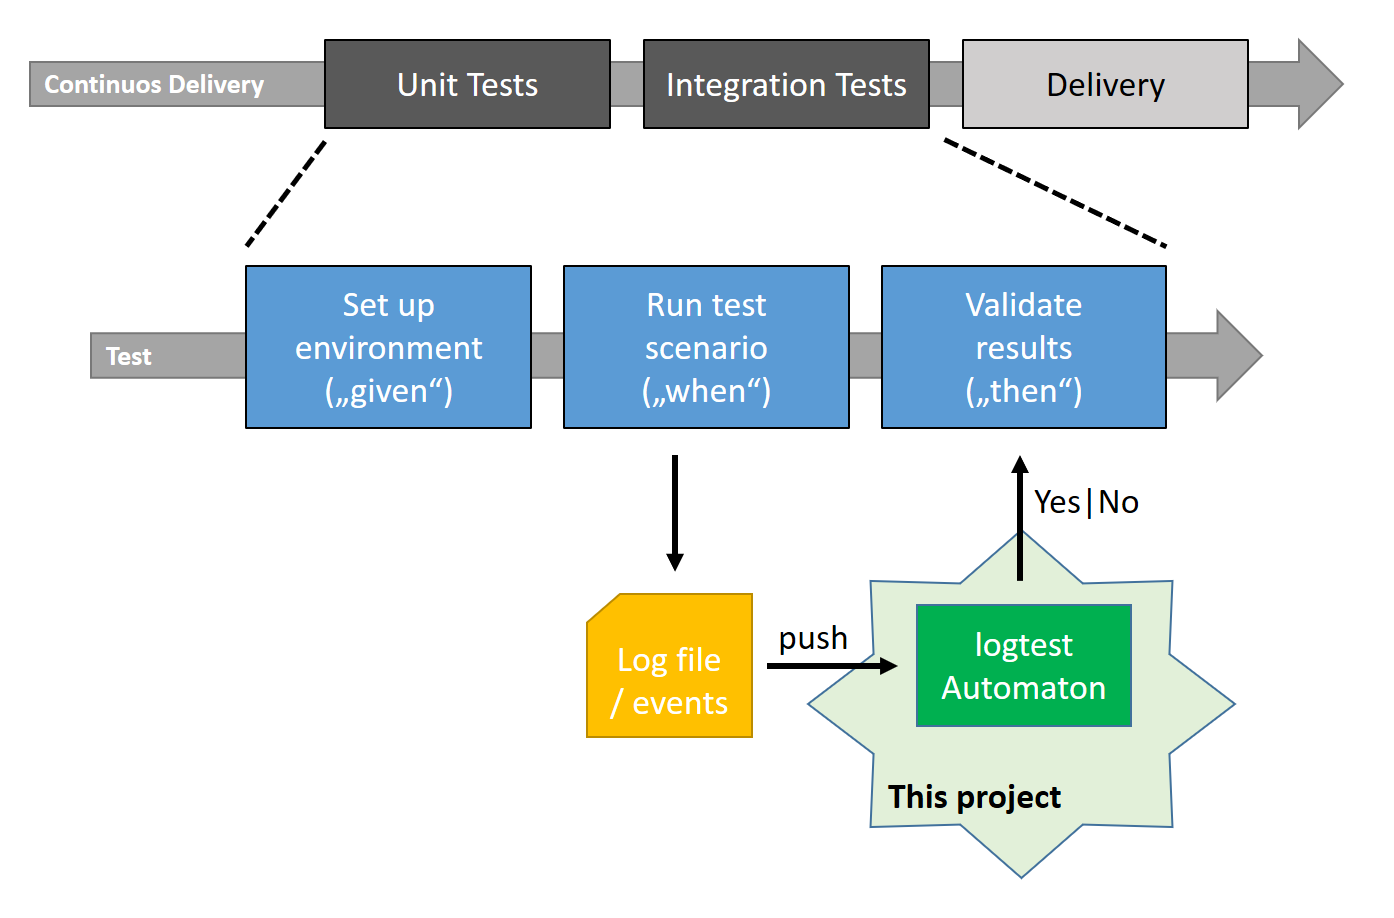 Continuos Delivery
Unit Tests
Integration Tests
Delivery
Test
Set up
environment
(„given“)
Run test
scenario
(„when“)
Validate
results
(„then“)
Yes|No
push
Log file
/ events
logtest
Automaton
This project